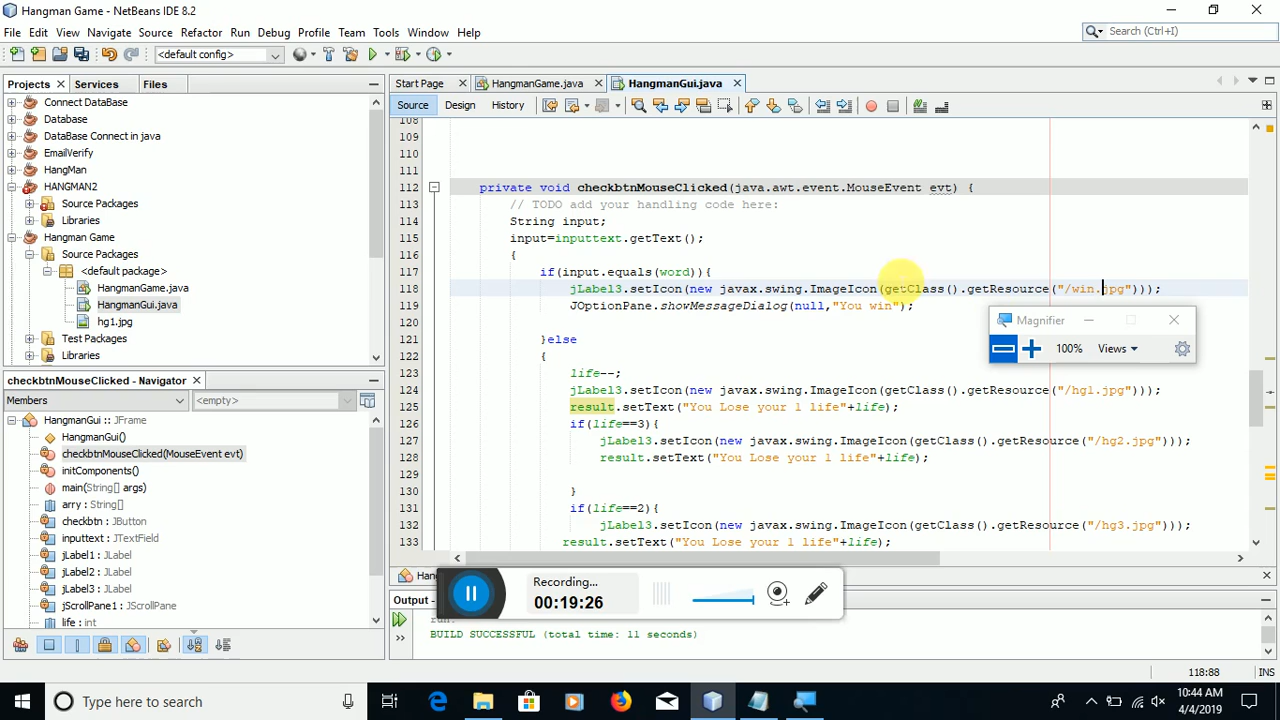 Hangman Game - NetBeans IDE 8.2
File Edit View Navigate Source Refactor Run Debug Profile Team Tools Window Help
Search (Ctrl+I)
<default config>
Projects Services Files
Start Page HangmanGame.java HangmanGui.java
Connect DataBase
Database
DataBase Connect in java
EmailVerify
HangMan
HANGMAN2
Source Packages
Libraries
Hangman Game
Source Packages
<default package>
HangmanGame.java
HangmanGui.java
hg1.jpg
Test Packages
Libraries
Source Design History
108
109
110
111
112 private void checkbtnMouseClicked(java.awt.event.MouseEvent evt) {
113 // TODO add your handling code here:
114 String input;
115 input=inputtext.getText();
116 {
117 if(input.equals(word)){
118 jLabel3.setIcon(new javax.swing.ImageIcon(getClass().getResource("/win.jpg")));
119 JOptionPane.showMessageDialog(null,"You win");
120
121 }else
122 {
123 life--;
124 jLabel3.setIcon(new javax.swing.ImageIcon(getClass().getResource("/hg1.jpg")));
125 result.setText("You Lose your 1 life"+life);
126 if(life==3){
127 jLabel3.setIcon(new javax.swing.ImageIcon(getClass().getResource("/hg2.jpg")));
128 result.setText("You Lose your 1 life"+life);
129
130 }
131 if(life==2){
132 jLabel3.setIcon(new javax.swing.ImageIcon(getClass().getResource("/hg3.jpg")));
133 result.setText("You Lose your 1 life"+life);
Magnifier
100% Views
checkbtnMouseClicked - Navigator
Members <empty>
HangmanGui :: JFrame
HangmanGui()
checkbtnMouseClicked(MouseEvent evt)
initComponents()
main(String[] args)
arry : String[]
checkbtn : JButton
inputtext : JTextField
jLabel1 : JLabel
jLabel2 : JLabel
jLabel3 : JLabel
jScrollPane1 : JScrollPane
life : int
Recording...
00:19:26
run:
BUILD SUCCESSFUL (total time: 11 seconds)
118:88 INS
Type here to search
10:44 AM
4/4/2019